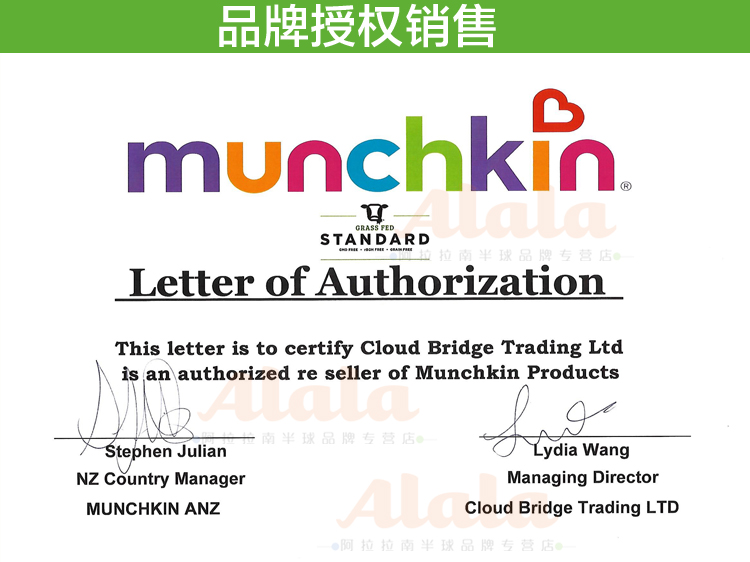 品牌授权销售
munchkin®
GRASS FED
STANDARD
GMO FREE • rBGH FREE • GRAIN FREE
Alala
阿拉拉南半球品牌专营店
Letter of Authorization
This letter is to certify Cloud Bridge Trading Ltd
is an authorized re seller of Munchkin Products
Alala
阿拉拉南半球品牌专营店
Stephen Julian
Lydia Wang
NZ Country Manager
Managing Director
MUNCHKIN ANZ
Cloud Bridge Trading LTD
Alala
阿拉拉南半球品牌专营店